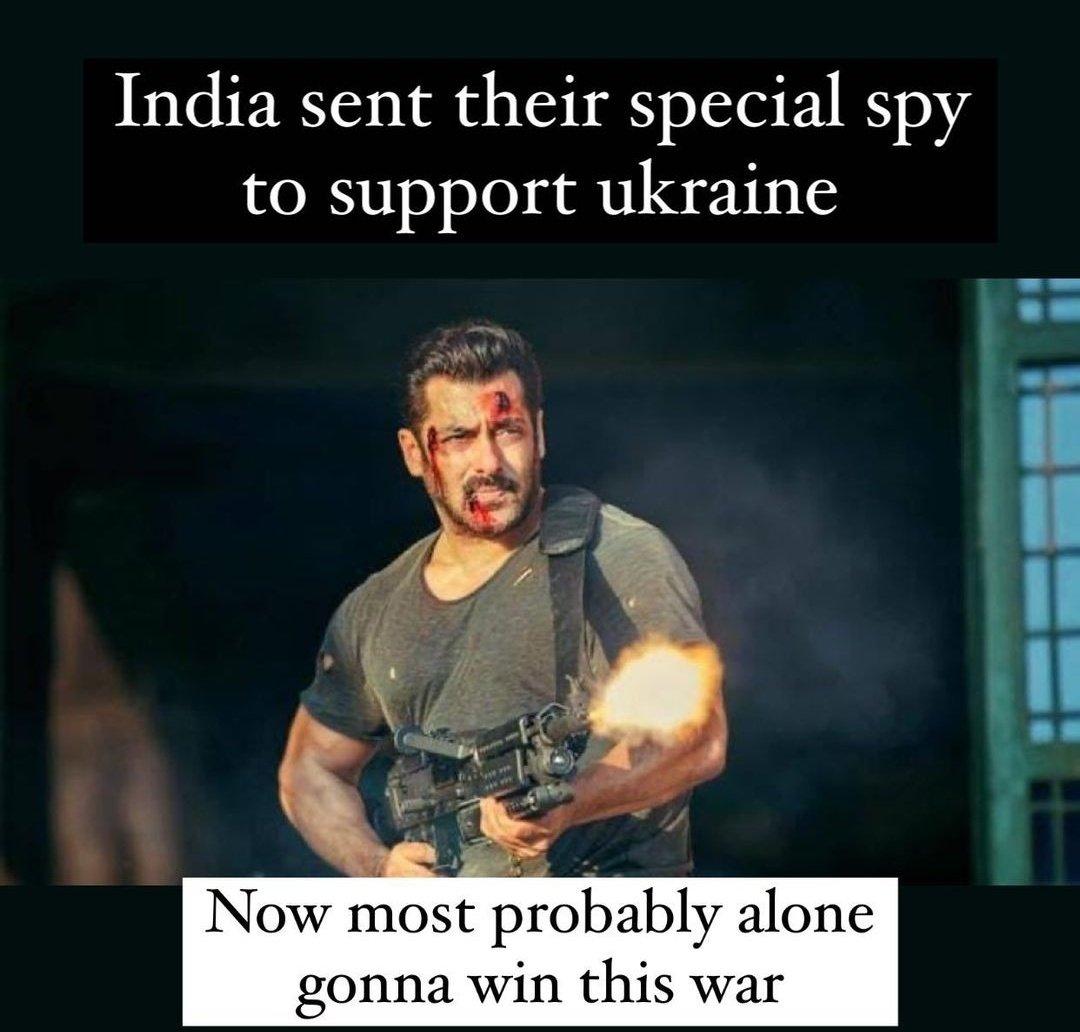 India sent their special spy
to support ukraine
Now most probably alone
gonna win this war